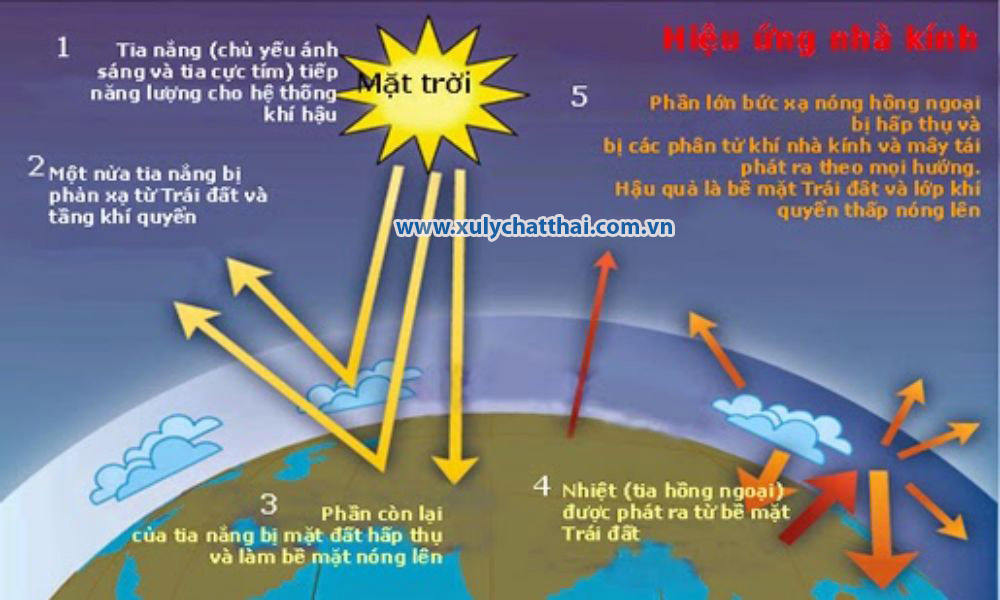 Hiệu ứng nhà kính
1
Tia nắng (chủ yếu ánh
sáng và tia cực tím) tiếp
năng lượng cho hệ thống
khí hậu
Mặt trời
2
Một nửa tia nắng bị
phản xạ từ Trái đất và
tầng khí quyển
5
Phần lớn bức xạ nóng hồng ngoại
bị hấp thụ và
bị các phân tử khí nhà kính và mây tái
phát ra theo mọi hướng.
Hậu quả là bề mặt Trái đất và lớp khí
quyển thấp nóng lên
www.xulychatthai.com.vn
3
Phần còn lại
của tia nắng bị mặt đất hấp thụ
và làm bề mặt nóng lên
4
Nhiệt (tia hồng ngoại)
được phát ra từ bề mặt
Trái đất